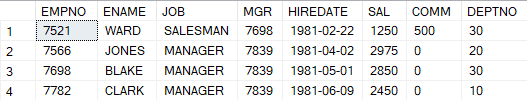 EMPNO ENAME JOB MGR HIREDATE SAL COMM DEPTNO
1 7521 WARD SALESMAN 7698 1981-02-22 1250 500 30
2 7566 JONES MANAGER 7839 1981-04-02 2975 0 20
3 7698 BLAKE MANAGER 7839 1981-05-01 2850 0 30
4 7782 CLARK MANAGER 7839 1981-06-09 2450 0 10